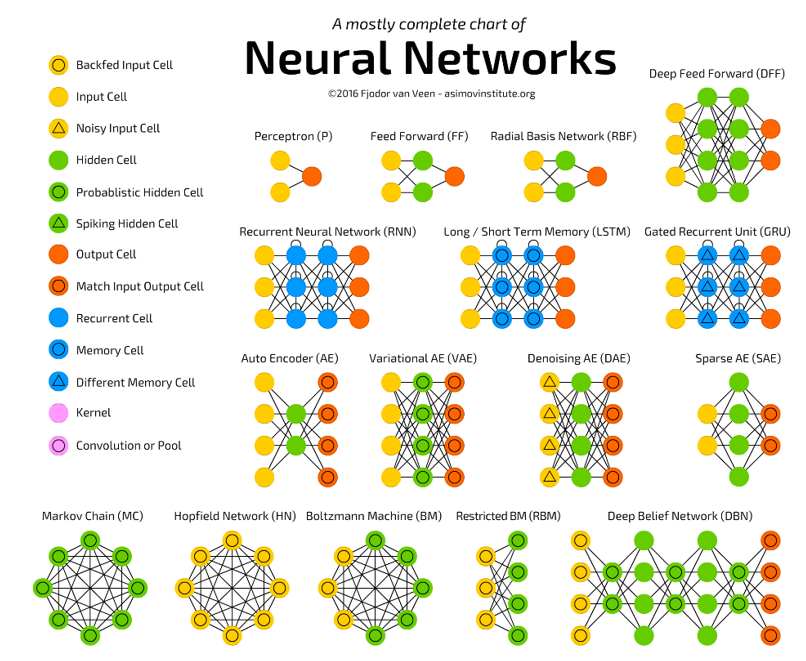 A mostly complete chart of
Neural Networks
©2016 Fjodor van Veen - asimovinstitute.org
Backfed Input Cell
Input Cell
Noisy Input Cell
Hidden Cell
Probablistic Hidden Cell
Spiking Hidden Cell
Output Cell
Match Input Output Cell
Recurrent Cell
Memory Cell
Different Memory Cell
Kernel
Convolution or Pool
Deep Feed Forward (DFF)
Perceptron (P)
Feed Forward (FF)
Radial Basis Network (RBF)
Recurrent Neural Network (RNN)
Long / Short Term Memory (LSTM)
Gated Recurrent Unit (GRU)
Auto Encoder (AE)
Variational AE (VAE)
Denoising AE (DAE)
Sparse AE (SAE)
Markov Chain (MC)
Hopfield Network (HN)
Boltzmann Machine (BM)
Restricted BM (RBM)
Deep Belief Network (DBN)